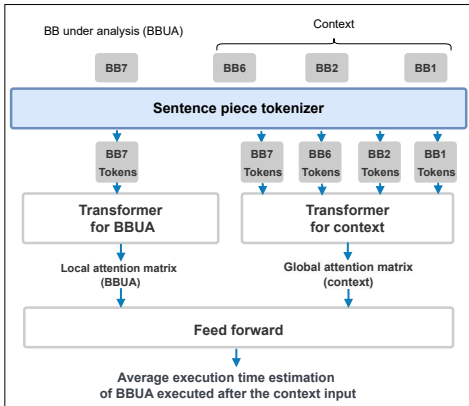 BB under analysis (BBUA)
Context
BB7
BB6
BB2
BB1
Sentence piece tokenizer
BB7
Tokens
BB7
Tokens
BB6
Tokens
BB2
Tokens
BB1
Tokens
Transformer
for BBUA
Transformer
for context
Local attention matrix
(BBUA)
Global attention matrix
(context)
Feed forward
Average execution time estimation
of BBUA executed after the context input